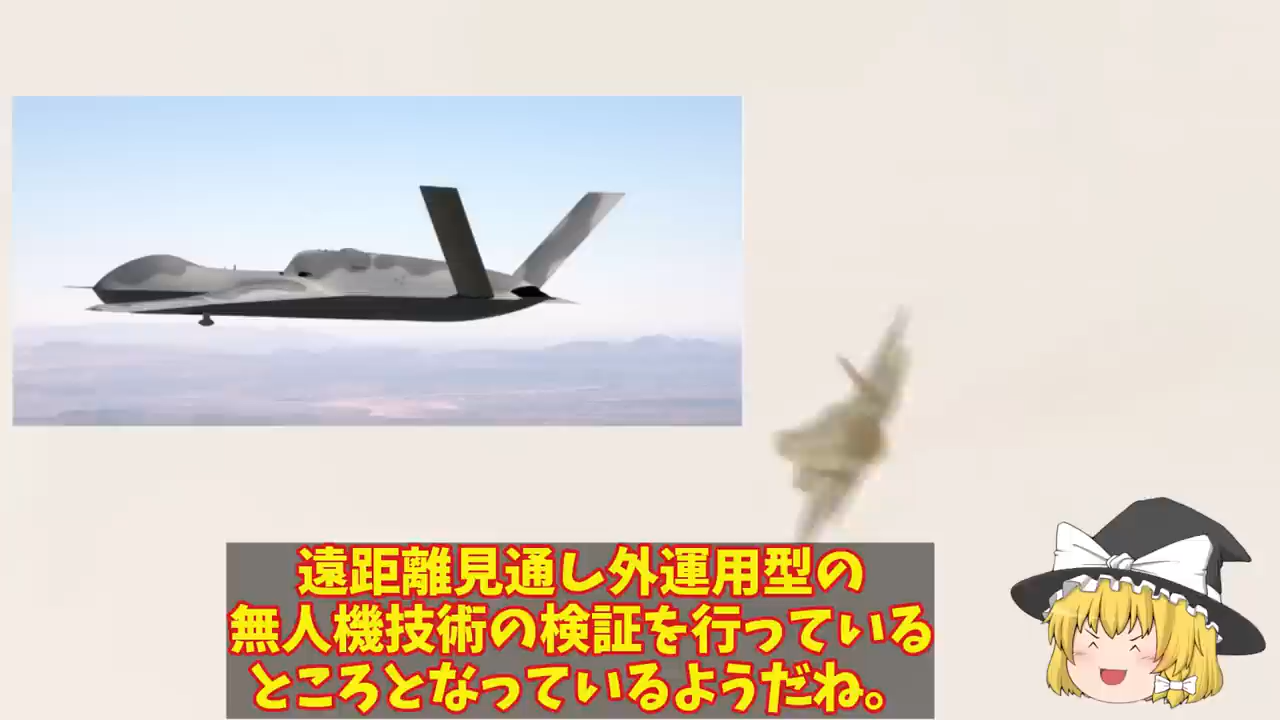 遠距離見通し外運用型の
無人機技術の検証を行っている
ところとなっているようだね。